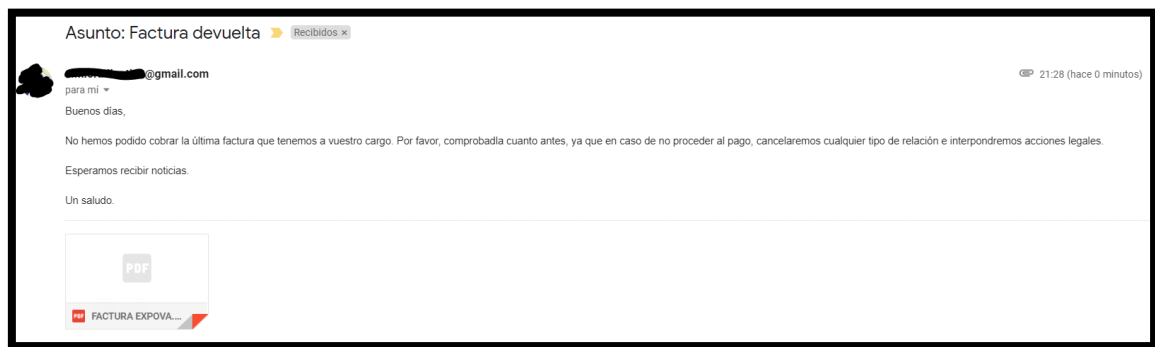 Asunto: Factura devuelta Recibidos ×
@gmail.com
21:28 (hace 0 minutos)
para mí
Buenos días,
No hemos podido cobrar la última factura que tenemos a vuestro cargo. Por favor, comprobadla cuanto antes, ya que en caso de no proceder al pago, cancelaremos cualquier tipo de relación e interpondremos acciones legales.
Esperamos recibir noticias.
Un saludo.
PDF
PDF FACTURA EXPOVA....